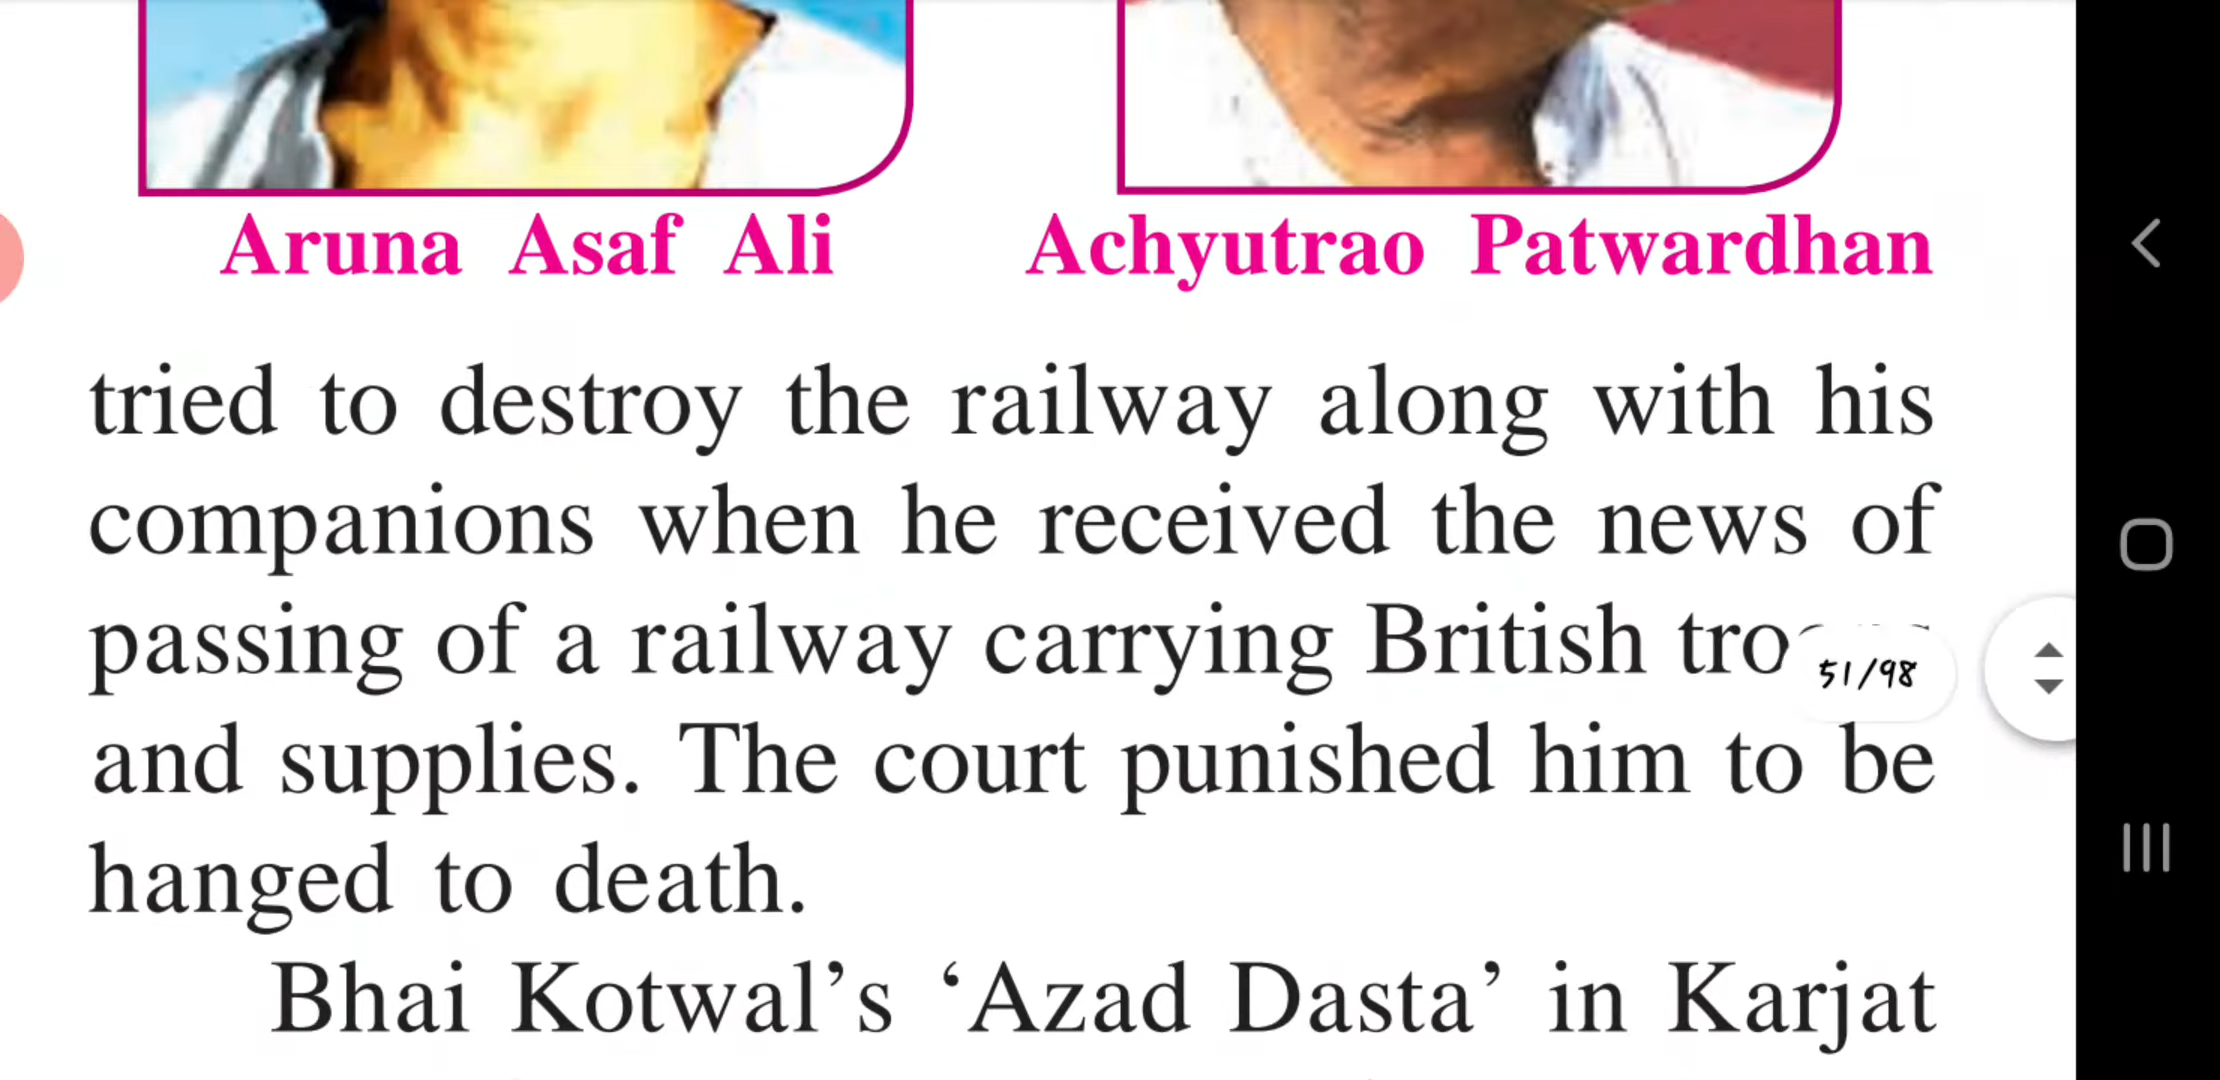 Aruna Asaf Ali
Achyutrao Patwardhan
tried to destroy the railway along with his
companions when he received the news of
passing of a railway carrying British
51/98
and supplies. The court punished him to be
hanged to death.
Bhai Kotwal’s ‘Azad Dasta’ in Karjat